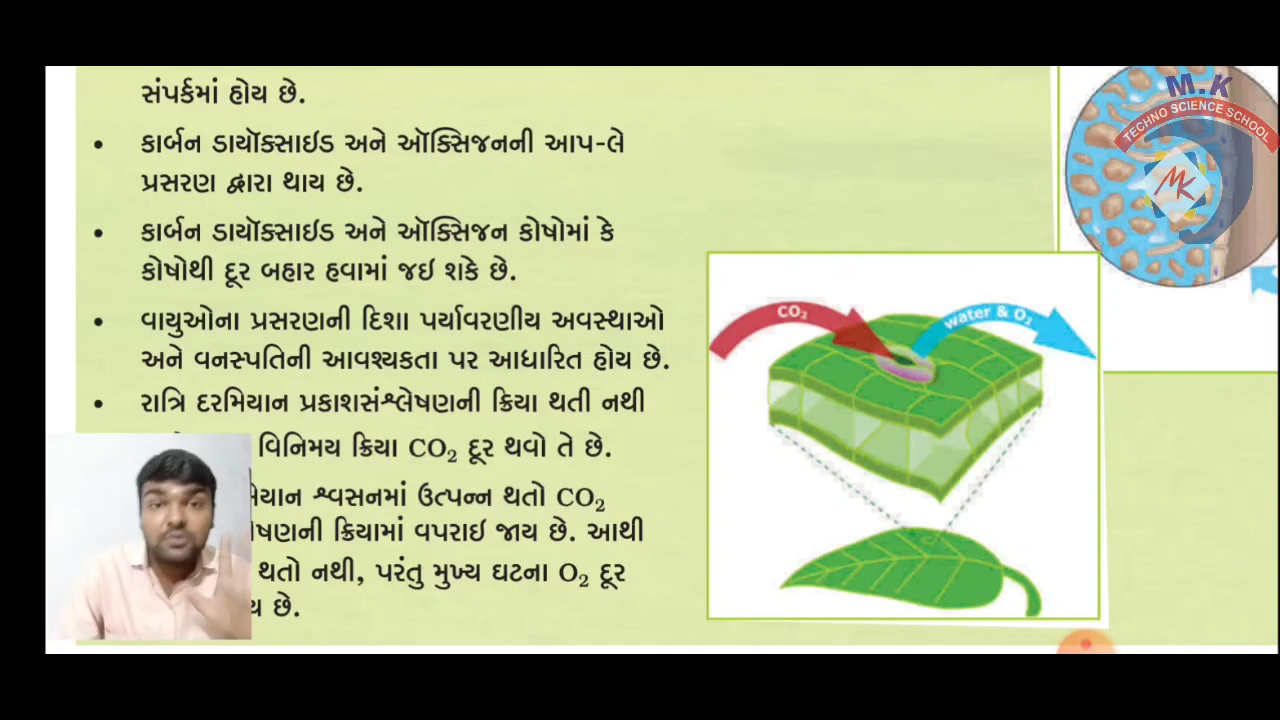 સંપર્કમાં હોય છે.
• કાર્બન ડાયૉક્સાઇડ અને ઑક્સિજનની આપ-લે
પ્રસરણ દ્વારા થાય છે.
• કાર્બન ડાયૉક્સાઇડ અને ઑક્સિજન કોષોમાં કે
કોષોથી દૂર બહાર હવામાં જઇ શકે છે.
• વાયુઓના પ્રસરણની દિશા પર્યાવરણીય અવસ્થાઓ
અને વનસ્પતિની આવશ્યકતા પર આધારિત હોય છે.
• રાત્રિ દરમિયાન પ્રકાશસંશ્લેષણની ક્રિયા થતી નથી
વિનિમય ક્રિયા CO₂ દૂર થવો તે છે.
શ્વસનમાં ઉત્પન્ન થતો CO₂
ક્રિયામાં વપરાઇ જાય છે. આથી
થતો નથી, પરંતુ મુખ્ય ઘટના O₂ દૂર
છે.
M.K
TECHNO SCIENCE SCHOOL
MK
CO₂
water & O₂